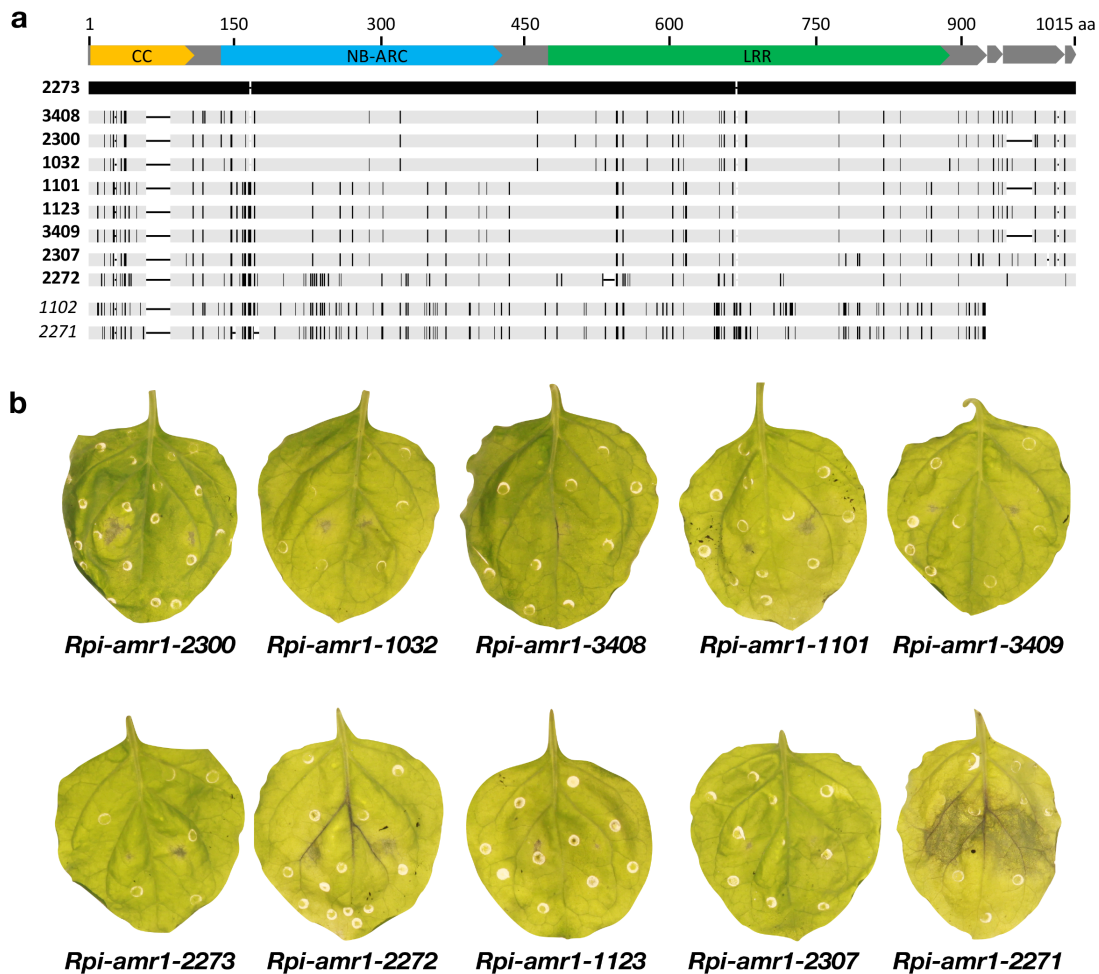 a
1 150 300 450 600 750 900 1015 aa
CC NB-ARC LRR
2273
3408
2300
1032
1101
1123
3409
2307
2272
1102
2271
b
Rpi-amr1-2300 Rpi-amr1-1032 Rpi-amr1-3408 Rpi-amr1-1101 Rpi-amr1-3409
Rpi-amr1-2273 Rpi-amr1-2272 Rpi-amr1-1123 Rpi-amr1-2307 Rpi-amr1-2271